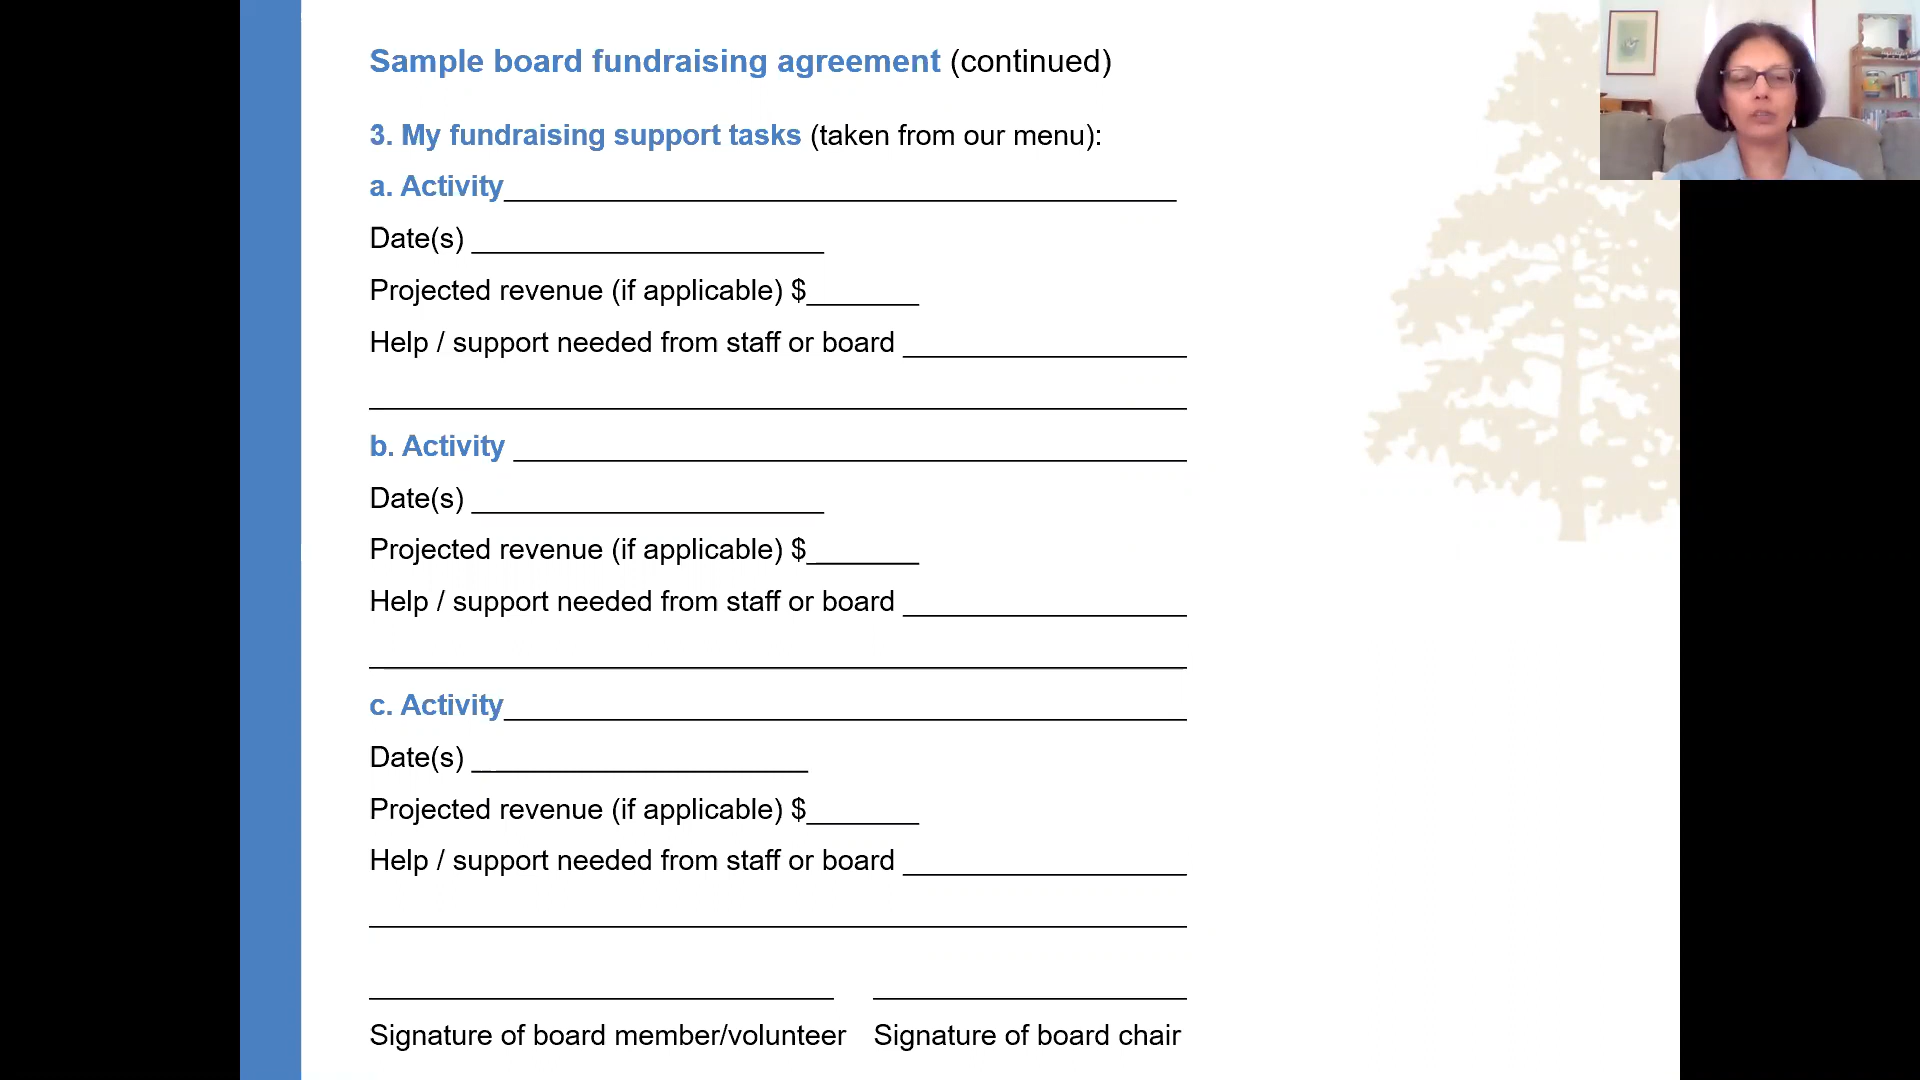 Sample board fundraising agreement (continued)
3. My fundraising support tasks (taken from our menu):
a. Activity
Date(s)
Projected revenue (if applicable) $
Help / support needed from staff or board
b. Activity
Date(s)
Projected revenue (if applicable) $
Help / support needed from staff or board
c. Activity
Date(s)
Projected revenue (if applicable) $
Help / support needed from staff or board
Signature of board member/volunteer Signature of board chair